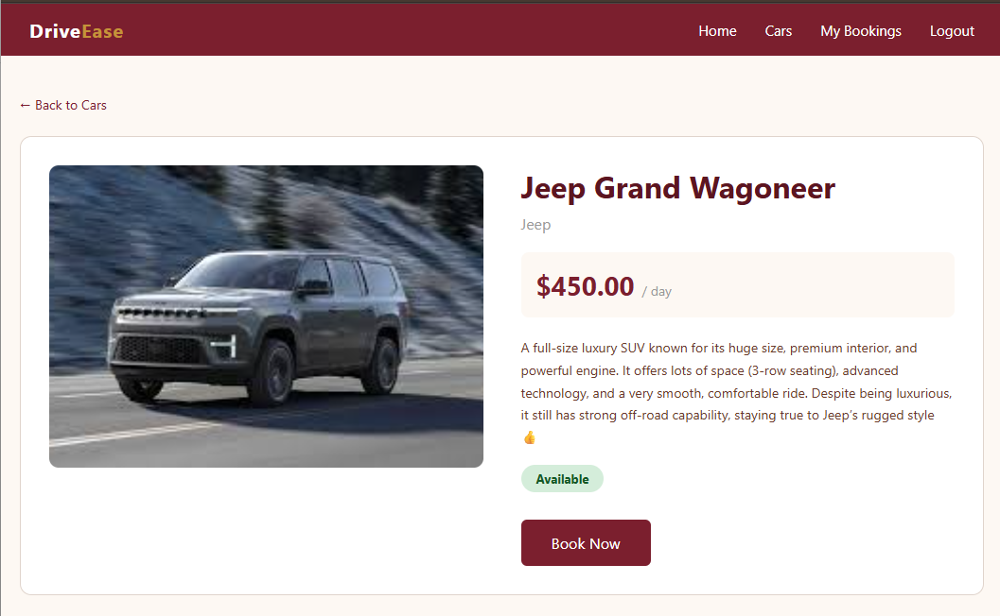 DriveEase
Home Cars My Bookings Logout
← Back to Cars
Jeep Grand Wagoneer
Jeep
$450.00 / day
A full-size luxury SUV known for its huge size, premium interior, and
powerful engine. It offers lots of space (3-row seating), advanced
technology, and a very smooth, comfortable ride. Despite being luxurious,
it still has strong off-road capability, staying true to Jeep's rugged style
👍
Available
Book Now